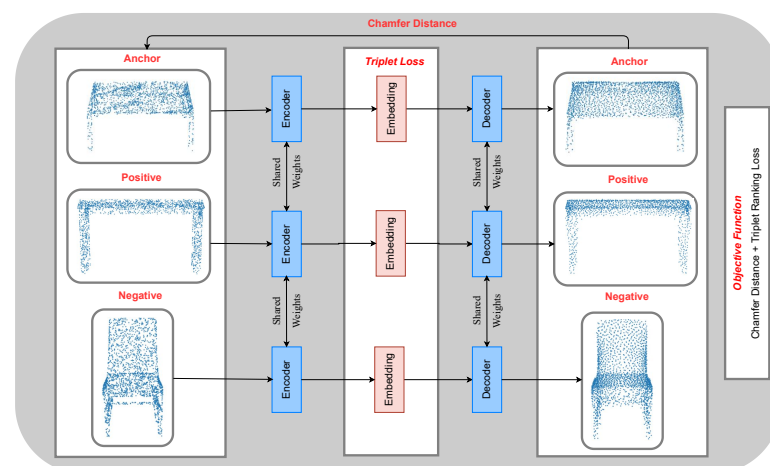 Chamfer Distance
Anchor
Triplet Loss
Anchor
Encoder
Embedding
Decoder
Shared
Weights
Shared
Weights
Positive
Positive
Encoder
Embedding
Decoder
Shared
Weights
Shared
Weights
Negative
Negative
Encoder
Embedding
Decoder
Objective Function
Chamfer Distance + Triplet Ranking Loss